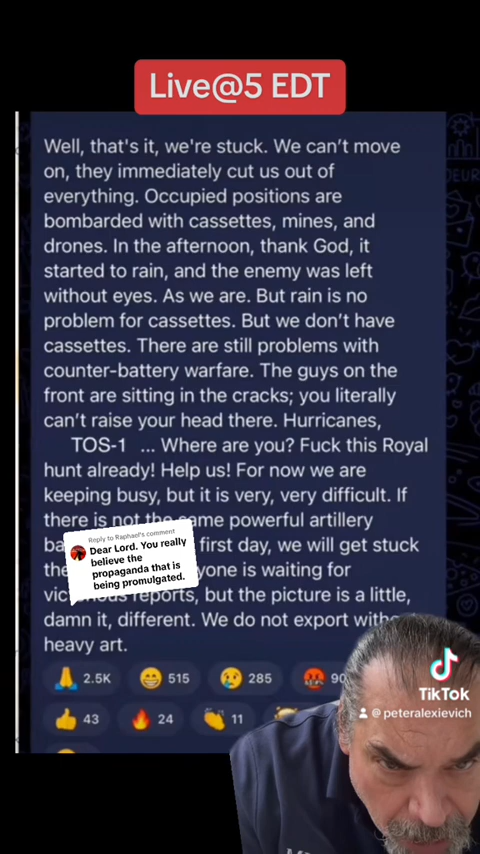 Live@5 EDT
Well, that's it, we're stuck. We can't move
on, they immediately cut us out of
everything. Occupied positions are
bombarded with cassettes, mines, and
drones. In the afternoon, thank God, it
started to rain, and the enemy was left
without eyes. As we are. But rain is no
problem for cassettes. But we don't have
cassettes. There are still problems with
counter-battery warfare. The guys on the
front are sitting in the cracks; you literally
can't raise your head there. Hurricanes,
TOS-1 ... Where are you? Fuck this Royal
hunt already! Help us! For now we are
keeping busy, but it is very, very difficult. If
there is not the same powerful artillery
first day, we will get stuck
is waiting for
reports, but the picture is a little,
damn it, different. We do not export
heavy art.
Reply to Raphael's comment
Dear Lord. You really
believe the
propaganda that is
being promulgated.
🙏 2.5K 😁 515 😢 285 🤬
👍 43 🔥 24 👏 11
TikTok
@peteralexievich